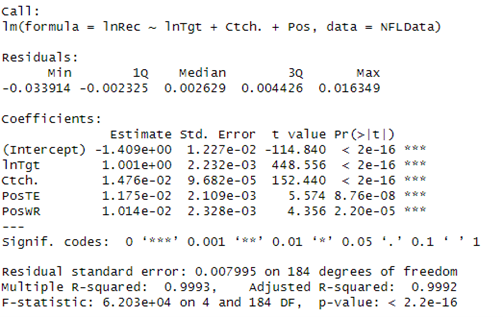 Call:
lm(formula = lnRec ~ lnTgt + Ctch. + Pos, data = NFLData)
Residuals:
Min 1Q Median 3Q Max
-0.033914 -0.002325 0.002629 0.004426 0.016349
Coefficients:
Estimate Std. Error t value Pr(>|t|)
(Intercept) -1.409e+00 1.227e-02 -114.840 < 2e-16 ***
lnTgt 1.001e+00 2.232e-03 448.556 < 2e-16 ***
Ctch. 1.476e-02 9.682e-05 152.440 < 2e-16 ***
PosTE 1.175e-02 2.109e-03 5.574 8.76e-08 ***
PosWR 1.014e-02 2.328e-03 4.356 2.20e-05 ***
---
Signif. codes: 0 ‘***’ 0.001 ‘**’ 0.01 ‘*’ 0.05 ‘.’ 0.1 ‘ ’ 1
Residual standard error: 0.007995 on 184 degrees of freedom
Multiple R-squared: 0.9993, Adjusted R-squared: 0.9992
F-statistic: 6.203e+04 on 4 and 184 DF, p-value: < 2.2e-16